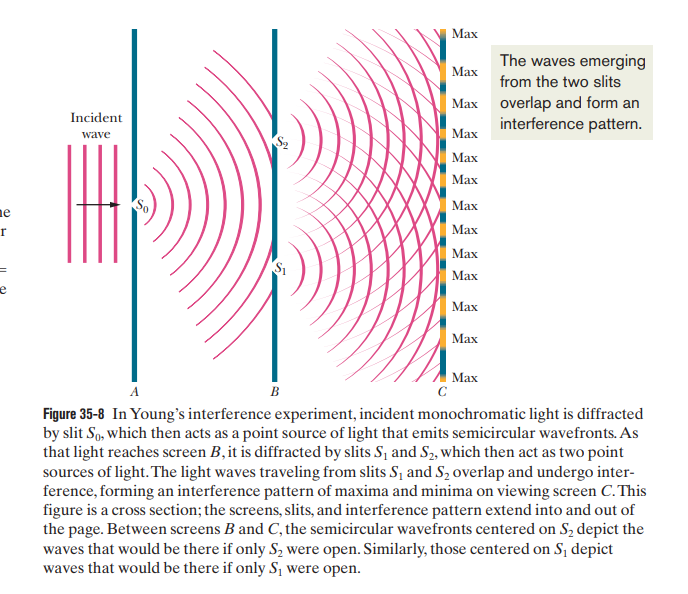 Max
Max
Max
Max
Max
Max
Max
Max
Max
Max
Max
Max
Max
The waves emerging
from the two slits
overlap and form an
interference pattern.
Incident
wave
S2
S0
S1
A
B
C
ne
r
=
e
Figure 35-8 In Young's interference experiment, incident monochromatic light is diffracted
by slit S0, which then acts as a point source of light that emits semicircular wavefronts. As
that light reaches screen B, it is diffracted by slits S1 and S2, which then act as two point
sources of light. The light waves traveling from slits S1 and S2 overlap and undergo inter-
ference, forming an interference pattern of maxima and minima on viewing screen C. This
figure is a cross section; the screens, slits, and interference pattern extend into and out of
the page. Between screens B and C, the semicircular wavefronts centered on S2 depict the
waves that would be there if only S2 were open. Similarly, those centered on S1 depict
waves that would be there if only S1 were open.